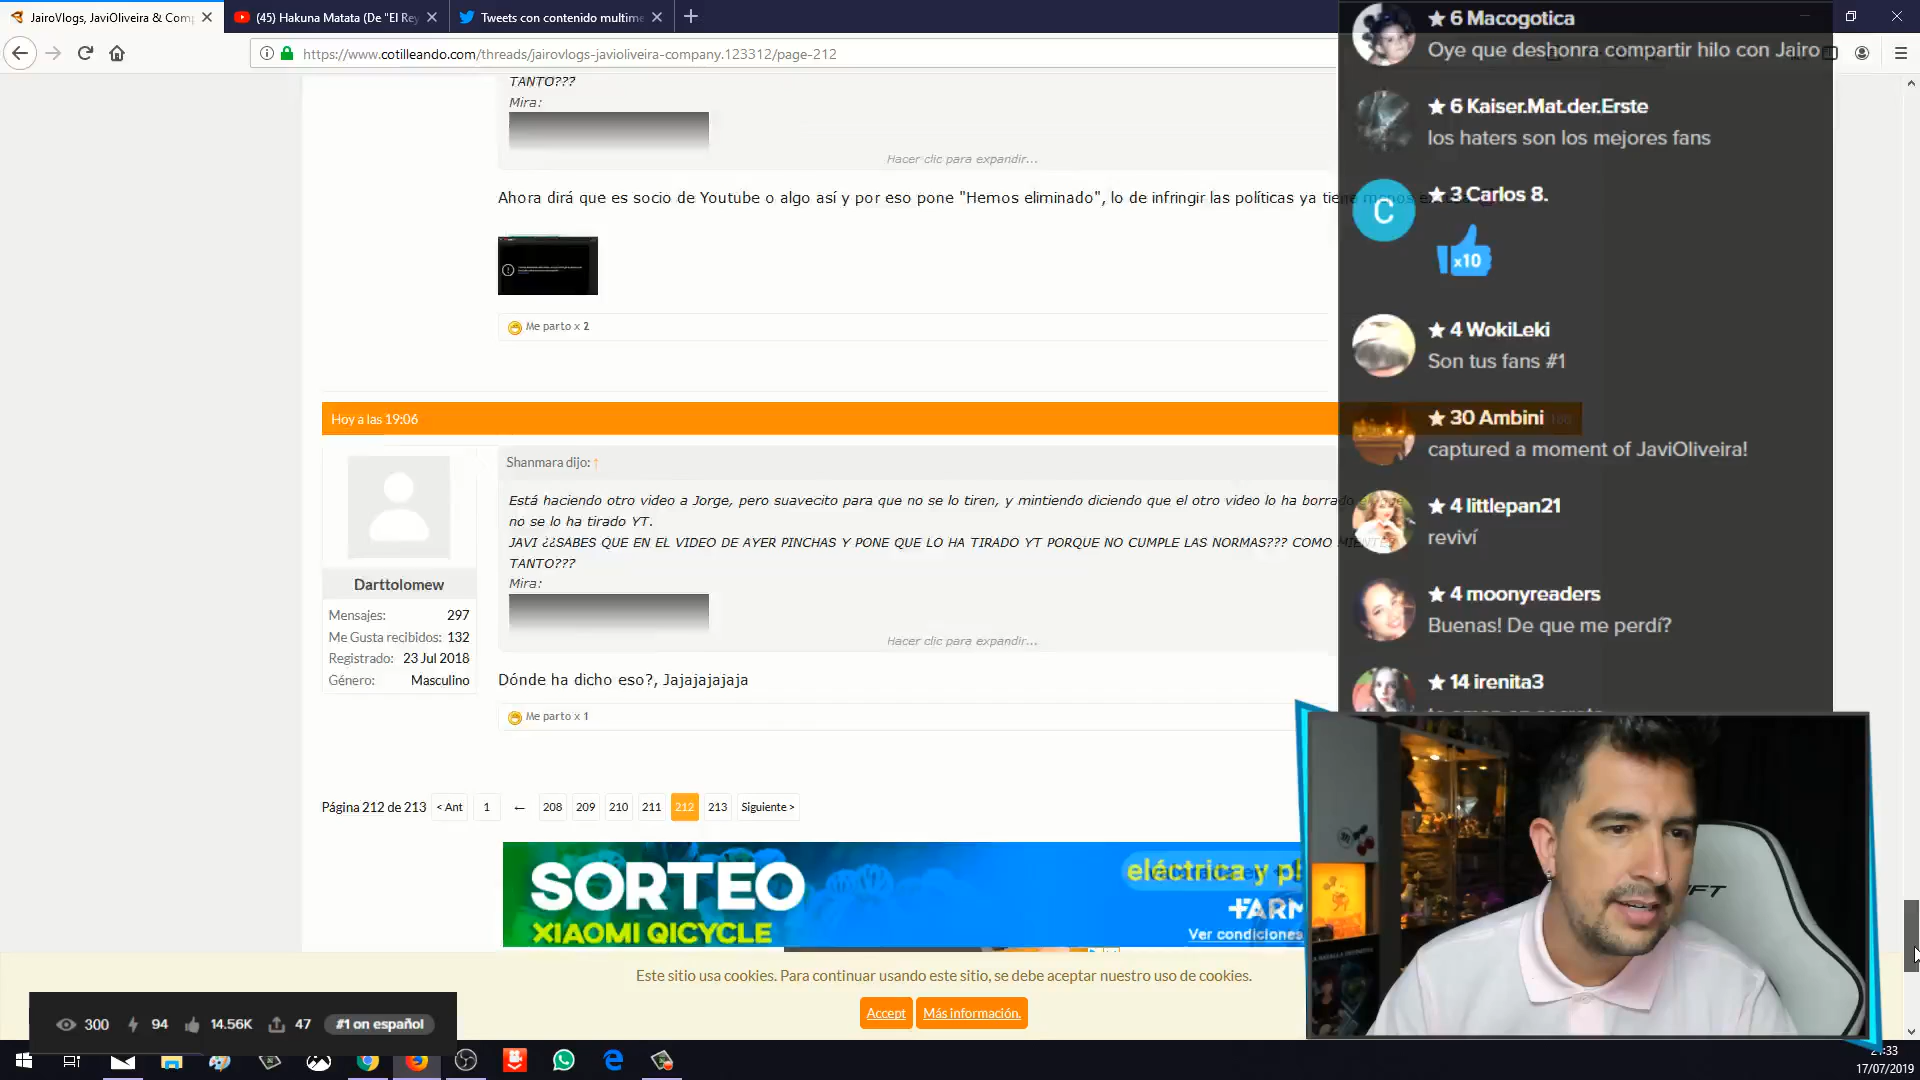 JairoVlogs, JaviOliveira & Comp
(45) Hakuna Matata (De "El Rey
Tweets con contenido multime
https://www.cotilleando.com/threads/jairovlogs-javioliveira-company.123312/page-212
TANTO???
Mira:
Hacer clic para expandir...
Ahora dirá que es socio de Youtube o algo así y por eso pone "Hemos eliminado", lo de infringir las políticas ya tiene
Me parto x 2
Hoy a las 19:06
Shanmara dijo: ↑
Está haciendo otro video a Jorge, pero suavecito para que no se lo tiren, y mintiendo diciendo que el otro video lo ha borrado
no se lo ha tirado YT.
JAVI ¿¿SABES QUE EN EL VIDEO DE AYER PINCHAS Y PONE QUE LO HA TIRADO YT PORQUE NO CUMPLE LAS NORMAS??? COMO MIENTES
TANTO???
Mira:
Hacer clic para expandir...
Darttolomew
Mensajes: 297
Me Gusta recibidos: 132
Registrado: 23 Jul 2018
Género: Masculino
Dónde ha dicho eso?, Jajajajajaja
Me parto x 1
Página 212 de 213 < Ant 1 ← 208 209 210 211 212 213 Siguiente >
SORTEO
XIAOMI QICYCLE
eléctrica y pl
+FARM
Ver condiciones
Este sitio usa cookies. Para continuar usando este sitio, se debe aceptar nuestro uso de cookies.
Accept Más información.
★ 6 Macogotica
Oye que deshonra compartir hilo con Jairo
★ 6 Kaiser.Mat.der.Erste
los haters son los mejores fans
C
★ 3 Carlos 8.
x10
★ 4 WokiLeki
Son tus fans #1
★ 30 Ambini
captured a moment of JaviOliveira!
★ 4 littlepan21
reviví
★ 4 moonyreaders
Buenas! De que me perdí?
★ 14 irenita3
300 94 14.56K 47 #1 on español
21:33
17/07/2019